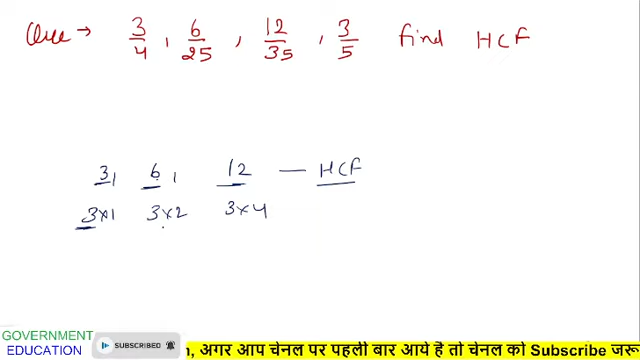 Que → 3/4 , 6/25 , 12/35 , 3/5 find HCF
3, 6, 12 — HCF
3×1 3×2 3×4
GOVERNMENT
EDUCATION
SUBSCRIBED
, अगर आप चेनल पर पहली बार आये है तो चेनल को Subscribe जरू